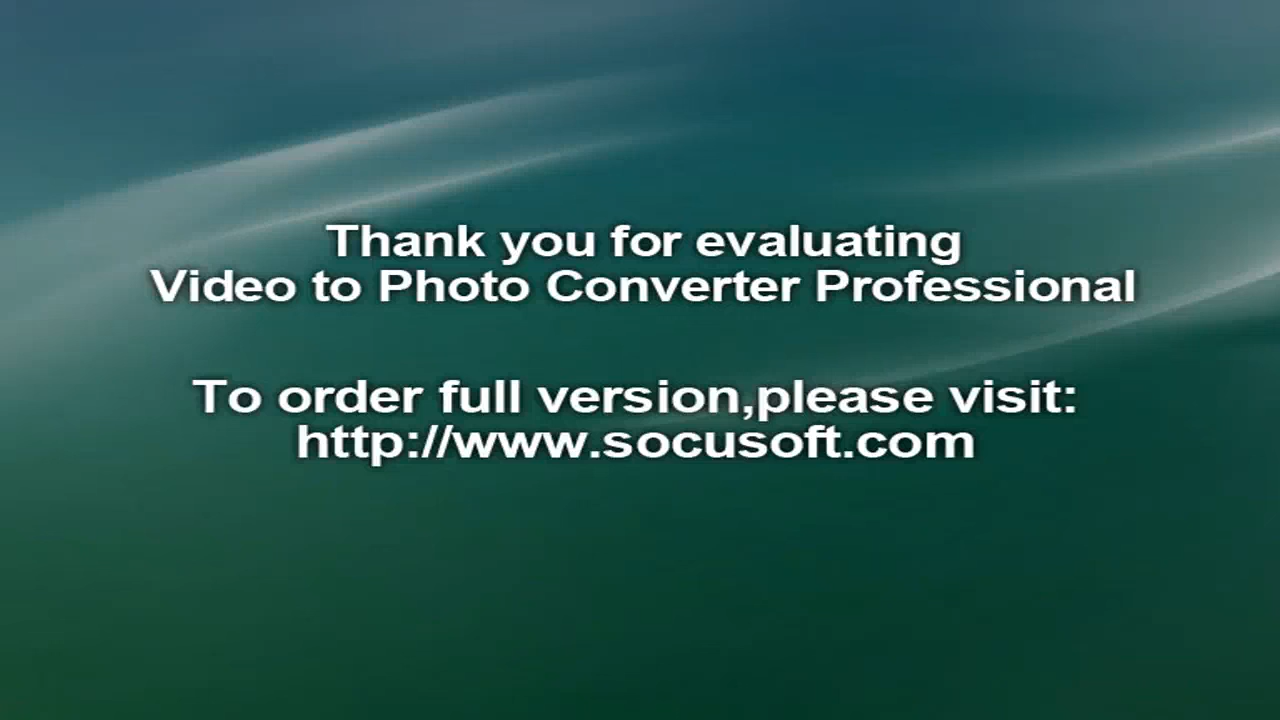 Thank you for evaluating
Video to Photo Converter Professional
To order full version,please visit:
http://www.socusoft.com